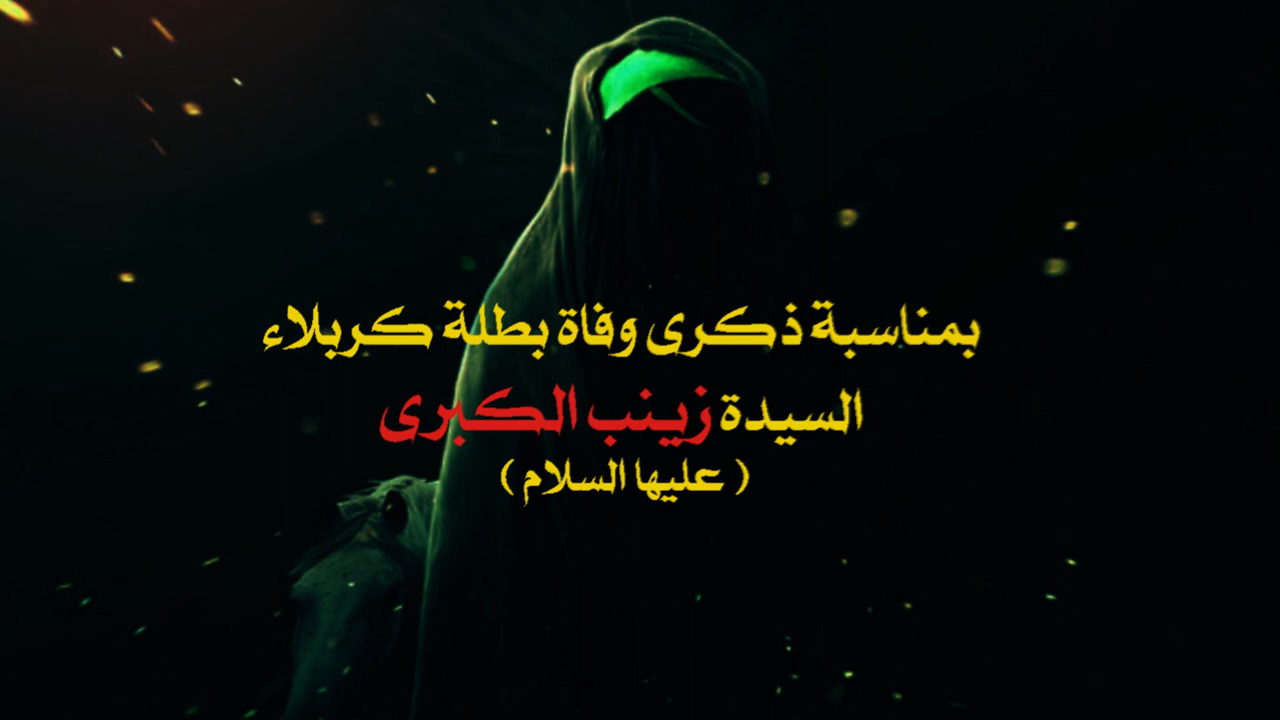 بمناسبة ذكرى وفاة بطلة كربلاء
السيدة زينب الكبرى
( عليها السلام )